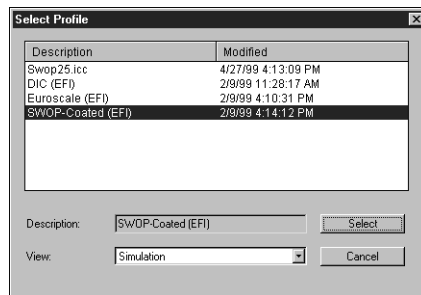 Select Profile
Description Modified
Swop25.icc 4/27/99 4:13:09 PM
DIC (EFI) 2/9/99 11:28:17 AM
Euroscale (EFI) 2/9/99 4:10:31 PM
SWOP-Coated (EFI) 2/9/99 4:14:12 PM
Description: SWOP-Coated (EFI) Select
View: Simulation Cancel